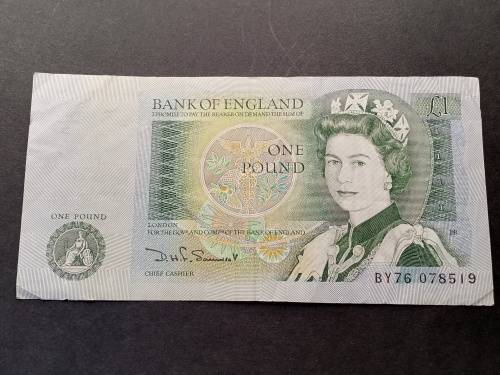 BANK OF ENGLAND
£1
I PROMISE TO PAY THE BEARER ON DEMAND THE SUM OF
ONE
POUND
ONE POUND
LONDON
FOR THE GOVR AND COMPA OF THE BANK OF ENGLAND
D.H.F. Somerset
CHIEF CASHIER
BY76 078519